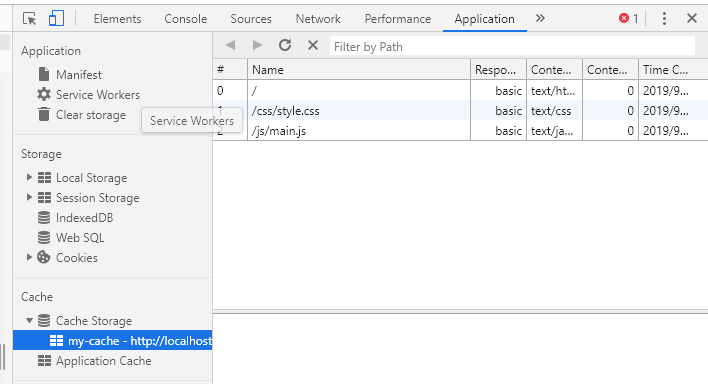 Elements Console Sources Network Performance Application » 1
Application
Manifest
Service Workers
Clear storage
Service Workers
Storage
Local Storage
Session Storage
IndexedDB
Web SQL
Cookies
Cache
Cache Storage
my-cache - http://localhost
Application Cache
Filter by Path
# Name Respo... Conte... Conte... Time C...
0 / basic text/ht... 0 2019/9...
1 /css/style.css basic text/css 0 2019/9...
2 /js/main.js basic text/ja... 0 2019/9...